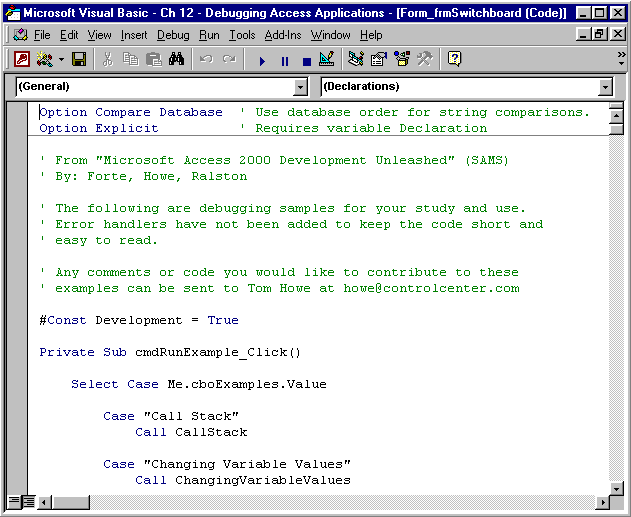 Microsoft Visual Basic - Ch 12 - Debugging Access Applications - [Form_frmSwitchboard (Code)]
File Edit View Insert Debug Run Tools Add-Ins Window Help
(General) (Declarations)
Option Compare Database ' Use database order for string comparisons.
Option Explicit ' Requires variable Declaration
' From "Microsoft Access 2000 Development Unleashed" (SAMS)
' By: Forte, Howe, Ralston
' The following are debugging samples for your study and use.
' Error handlers have not been added to keep the code short and
' easy to read.
' Any comments or code you would like to contribute to these
' examples can be sent to Tom Howe at howe@controlcenter.com
#Const Development = True
Private Sub cmdRunExample_Click()
Select Case Me.cboExamples.Value
Case "Call Stack"
Call CallStack
Case "Changing Variable Values"
Call ChangingVariableValues